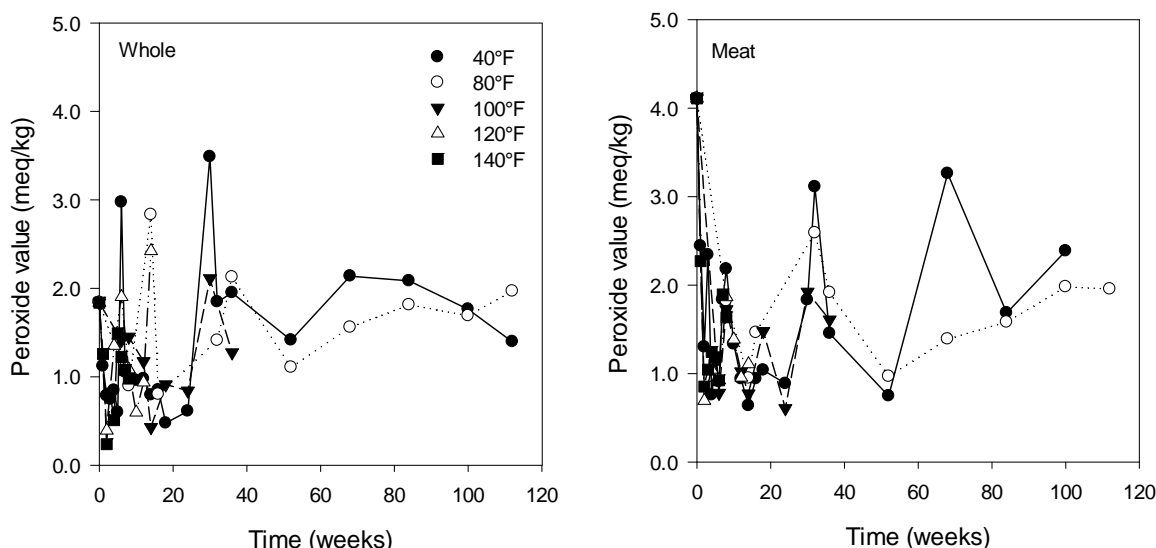 Whole
40°F
80°F
100°F
120°F
140°F
Peroxide value (meq/kg)
5.0
4.0
3.0
2.0
1.0
0.0
0 20 40 60 80 100 120
Time (weeks)
Meat
Peroxide value (meq/kg)
5.0
4.0
3.0
2.0
1.0
0.0
0 20 40 60 80 100 120
Time (weeks)